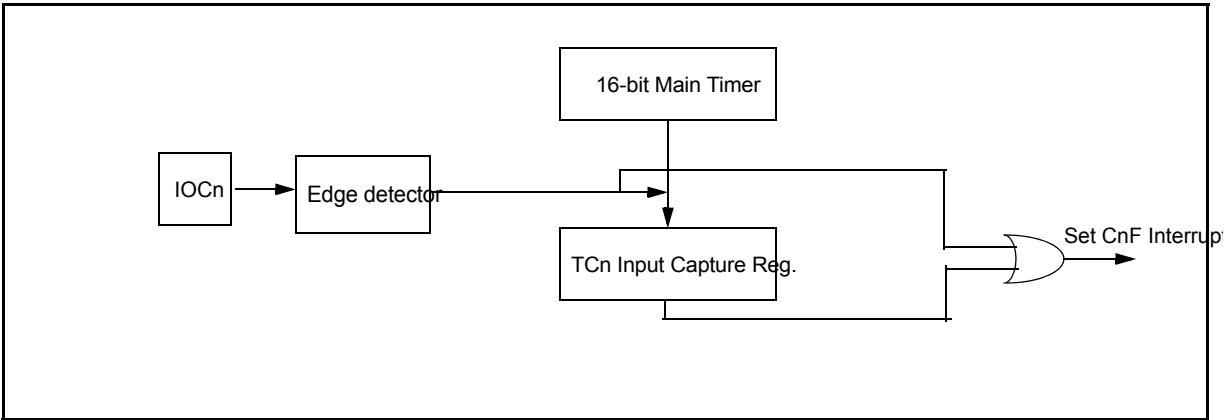 16-bit Main Timer
IOCn
Edge detector
TCn Input Capture Reg.
Set CnF Interrupt